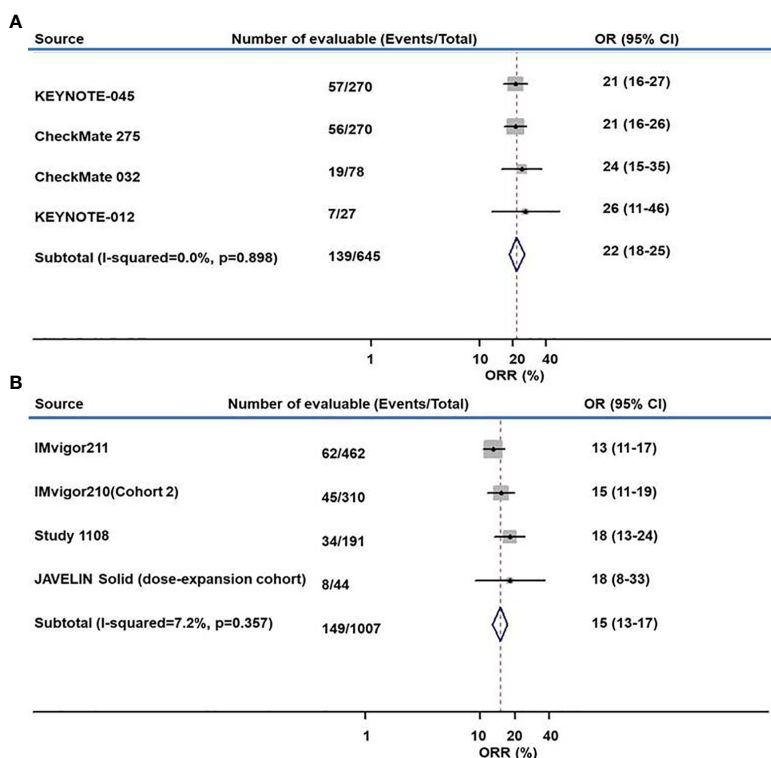 A
Source Number of evaluable (Events/Total) OR (95% CI)
KEYNOTE-045 57/270 21 (16-27)
CheckMate 275 56/270 21 (16-26)
CheckMate 032 19/78 24 (15-35)
KEYNOTE-012 7/27 26 (11-46)
Subtotal (I-squared=0.0%, p=0.898) 139/645 22 (18-25)
1 10 20 40
ORR (%)
B
Source Number of evaluable (Events/Total) OR (95% CI)
IMvigor211 62/462 13 (11-17)
IMvigor210(Cohort 2) 45/310 15 (11-19)
Study 1108 34/191 18 (13-24)
JAVELIN Solid (dose-expansion cohort) 8/44 18 (8-33)
Subtotal (I-squared=7.2%, p=0.357) 149/1007 15 (13-17)
1 10 20 40
ORR (%)